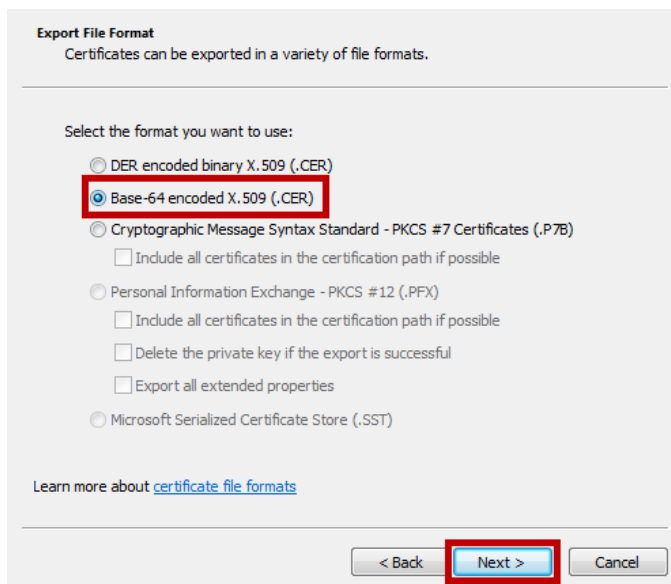 Export File Format
Certificates can be exported in a variety of file formats.
Select the format you want to use:
DER encoded binary X.509 (.CER)
Base-64 encoded X.509 (.CER)
Cryptographic Message Syntax Standard - PKCS #7 Certificates (.P7B)
Include all certificates in the certification path if possible
Personal Information Exchange - PKCS #12 (.PFX)
Include all certificates in the certification path if possible
Delete the private key if the export is successful
Export all extended properties
Microsoft Serialized Certificate Store (.SST)
Learn more about certificate file formats
< Back Next > Cancel